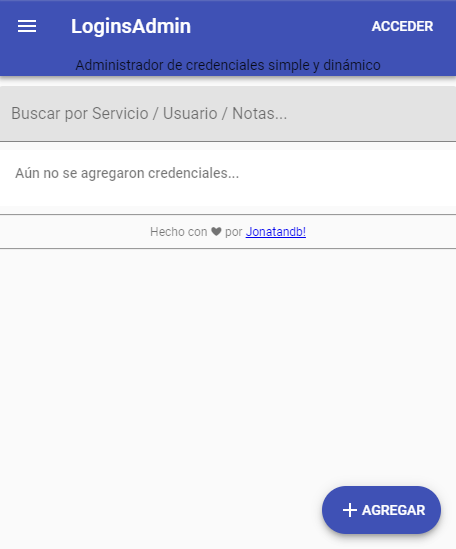 LoginsAdmin ACCEDER
Administrador de credenciales simple y dinámico
Buscar por Servicio / Usuario / Notas...
Aún no se agregaron credenciales...
Hecho con ❤ por Jonatandb!
AGREGAR